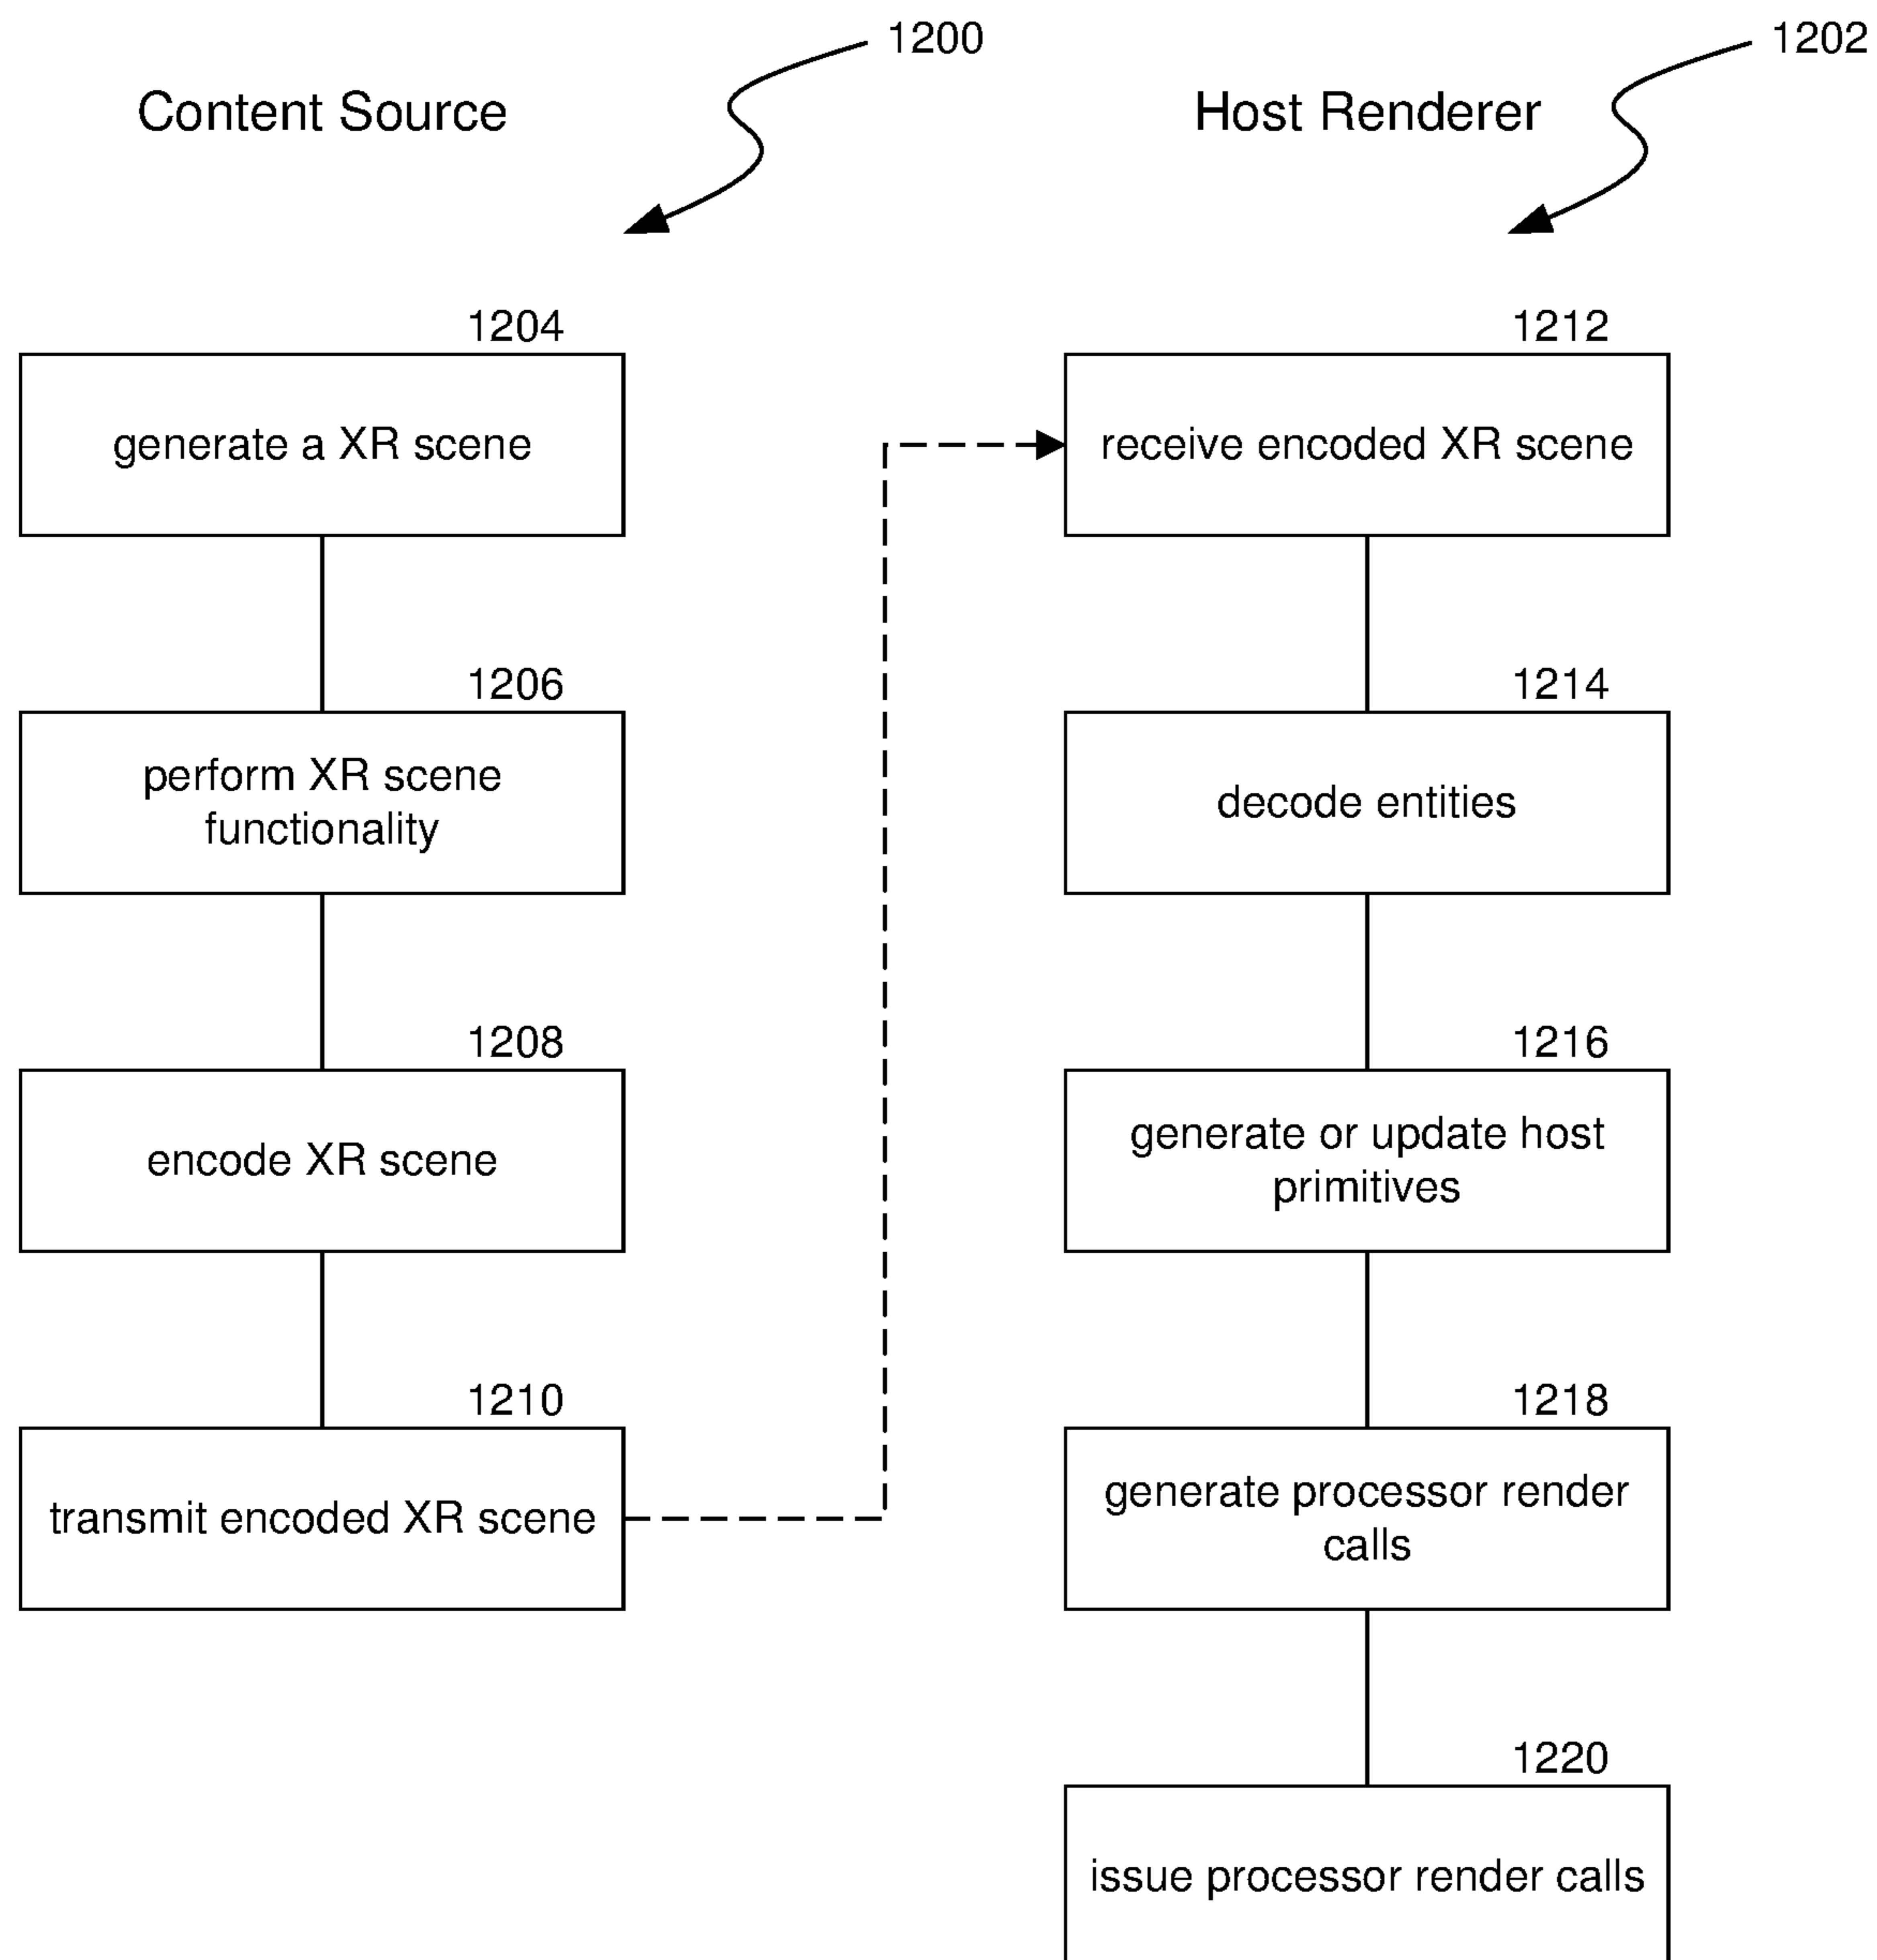 1200
Content Source
1204
generate a XR scene
1206
perform XR scene
functionality
1208
encode XR scene
1210
transmit encoded XR scene
1202
Host Renderer
1212
receive encoded XR scene
1214
decode entities
1216
generate or update host
primitives
1218
generate processor render
calls
1220
issue processor render calls